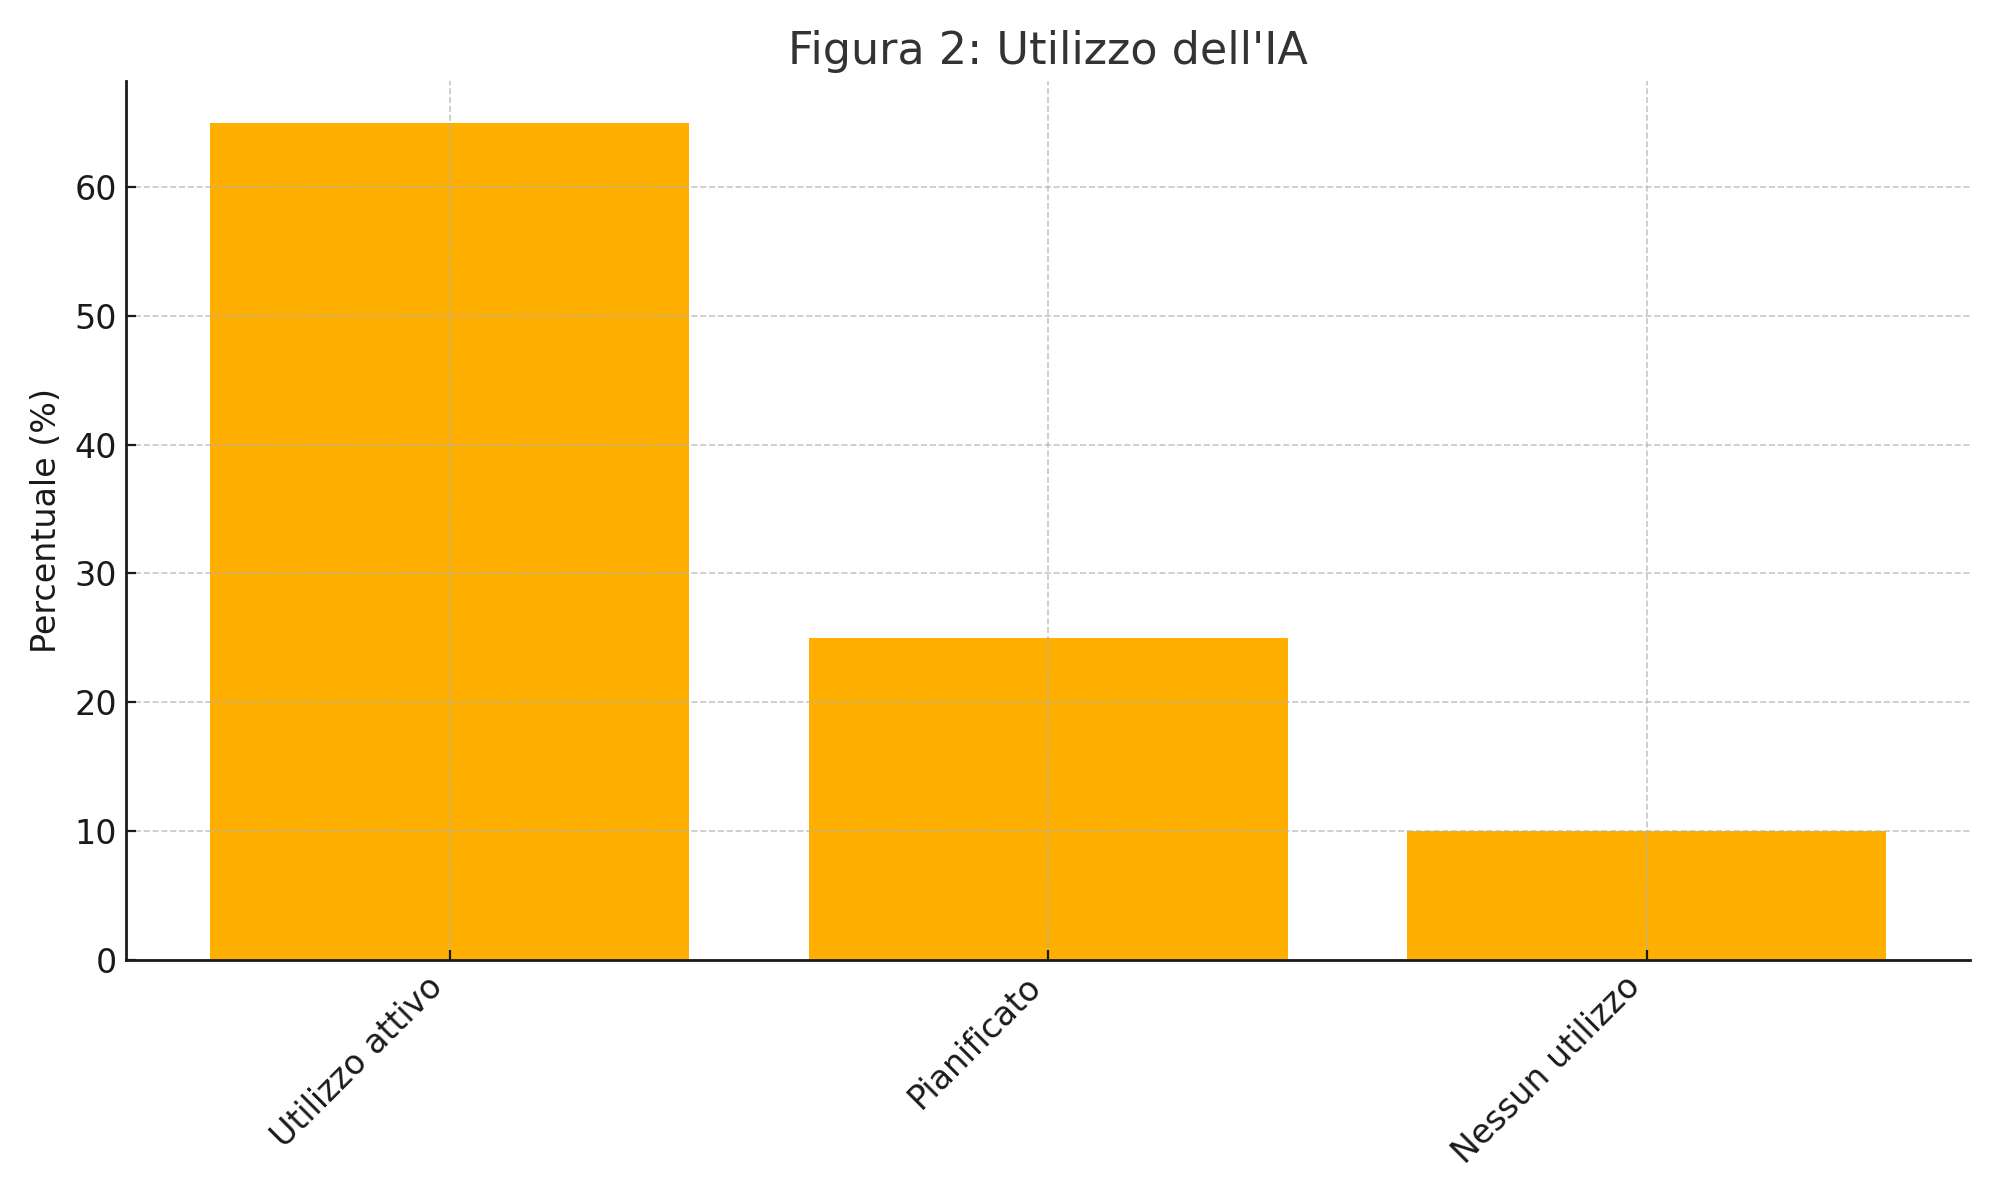 Figura 2: Utilizzo dell'IA
Percentuale (%)
60
50
40
30
20
10
0
Utilizzo attivo
Pianificato
Nessun utilizzo